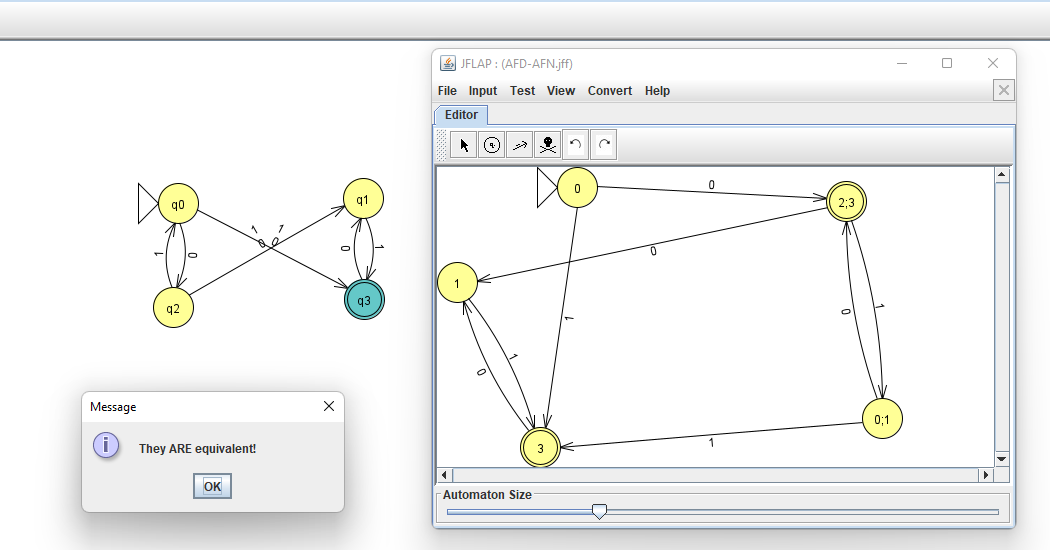 JFLAP : (AFD-AFN.jff)
File Input Test View Convert Help
Editor
q0
q1
q2
q3
1
0
1
0
1
0
0
1
0
2;3
1
3
0;1
0
0
1
1
0
0
1
1
Message
They ARE equivalent!
OK
Automaton Size